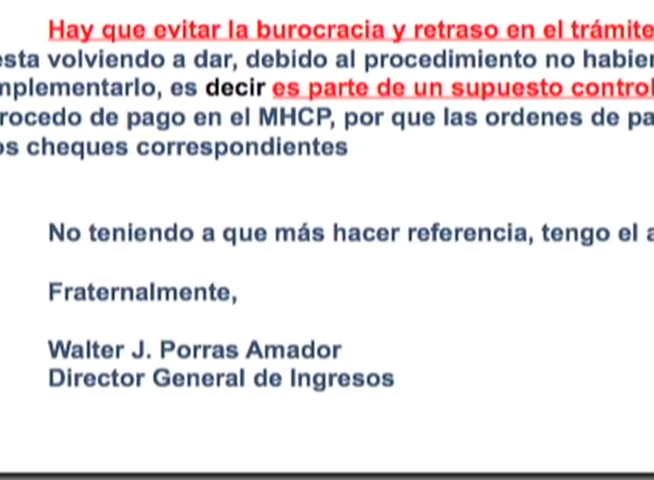 Hay que evitar la burocracia y retraso en el trámite
esta volviendo a dar, debido al procedimiento no habier
mplementarlo, es decir es parte de un supuesto control
rocedo de pago en el MHCP, por que las ordenes de pa
os cheques correspondientes
No teniendo a que más hacer referencia, tengo el a
Fraternalmente,
Walter J. Porras Amador
Director General de Ingresos